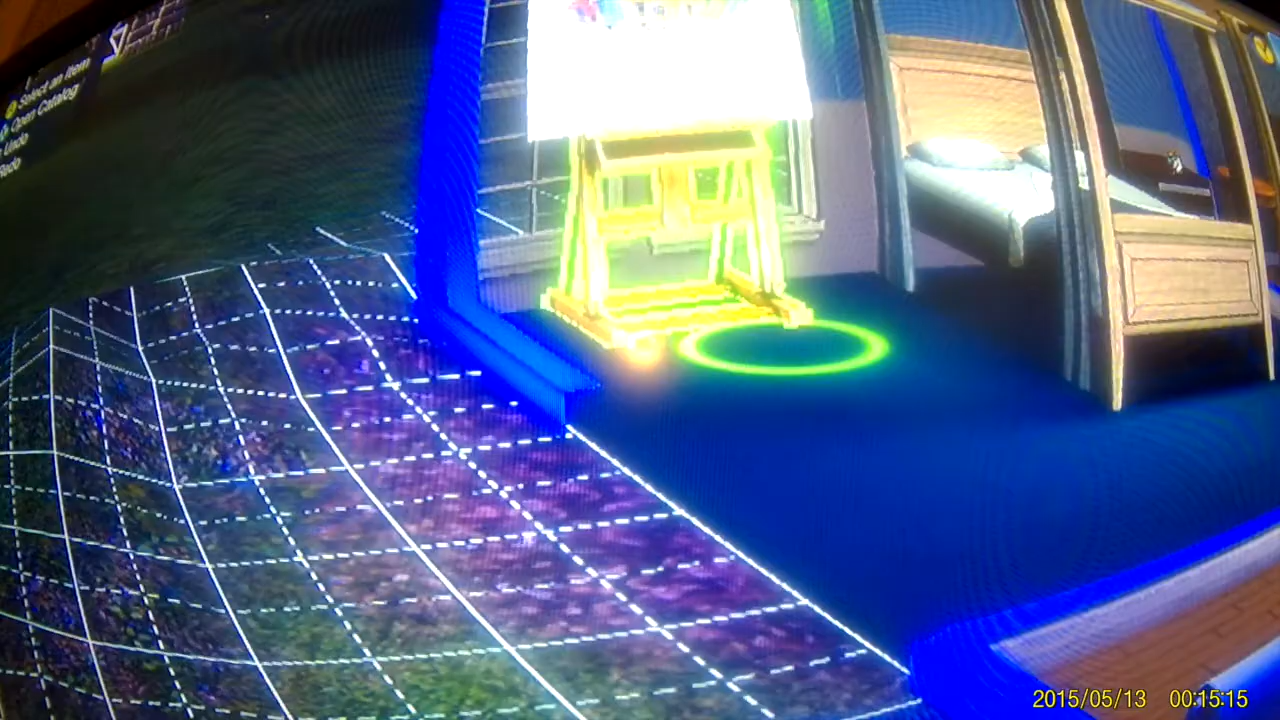 Select an Item
Open Catalog
Undo
Redo
2015/05/13 00:15:15